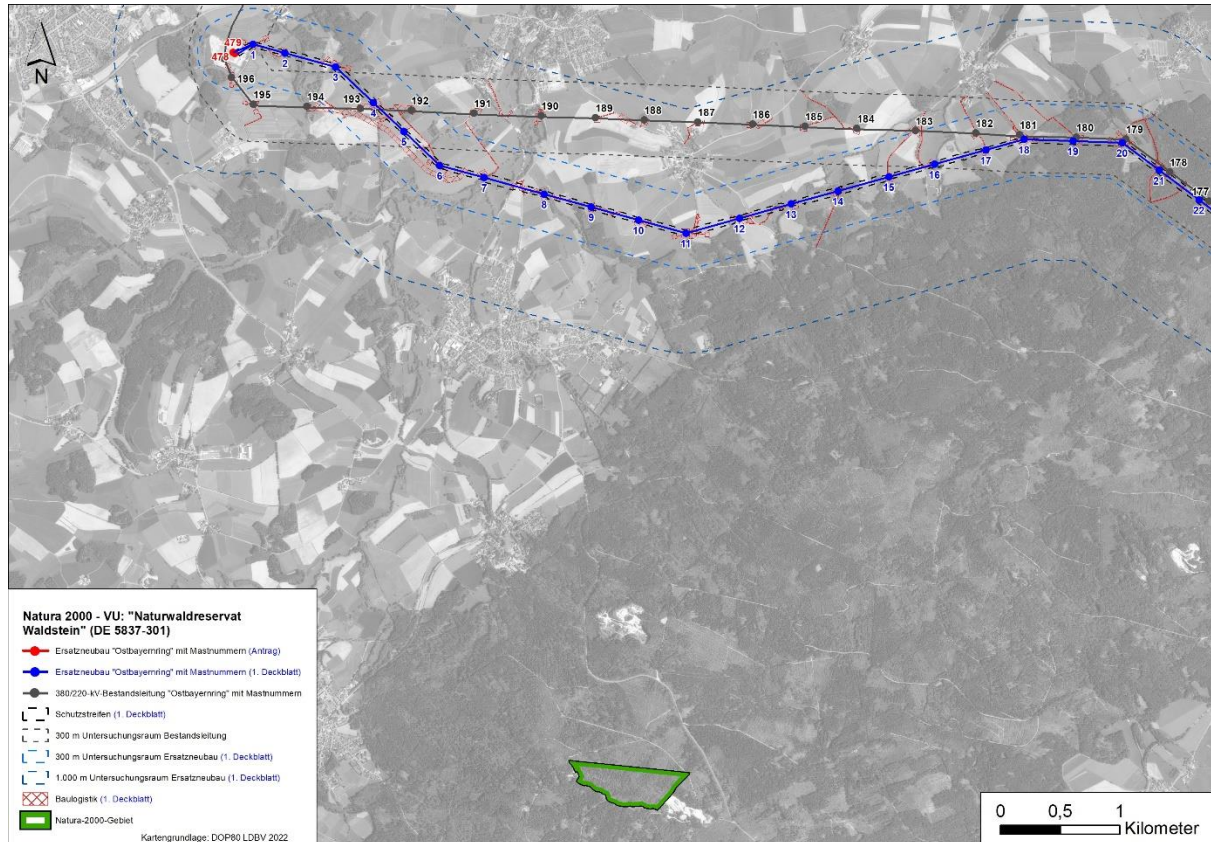 N
479
478
1
2
3
196
195
194
193
4
192
191
190
189
188
187
186
185
184
183
182
181
180
179
178
177
5
6
7
8
9
10
11
12
13
14
15
16
17
18
19
20
21
22
Natura 2000 - VU: "Naturwaldreservat
Waldstein" (DE 5837-301)
Ersatzneubau "Ostbayernring" mit Mastnummern (Antrag)
Ersatzneubau "Ostbayernring" mit Mastnummern (1. Deckblatt)
380/220-kV-Bestandsleitung "Ostbayernring" mit Mastnummern
Schutzstreifen (1. Deckblatt)
300 m Untersuchungsraum Bestandsleitung
300 m Untersuchungsraum Ersatzneubau (1. Deckblatt)
1.000 m Untersuchungsraum Ersatzneubau (1. Deckblatt)
Baulogistik (1. Deckblatt)
Natura-2000-Gebiet
Kartengrundlage: DOP80 LDBV 2022
0 0,5 1
Kilometer